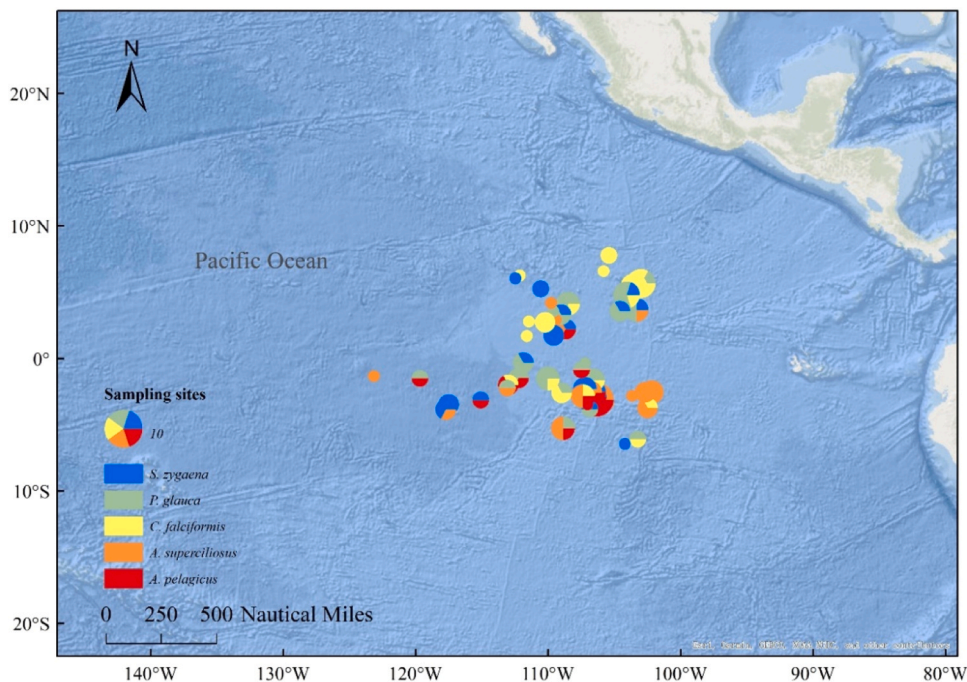 N
20°N
10°N
Pacific Ocean
0°
Sampling sites
10
S. zygaena
P. glauca
C. falciformis
A. superciliosus
A. pelagicus
10°S
0 250 500 Nautical Miles
20°S
140°W 130°W 120°W 110°W 100°W 90°W 80°W